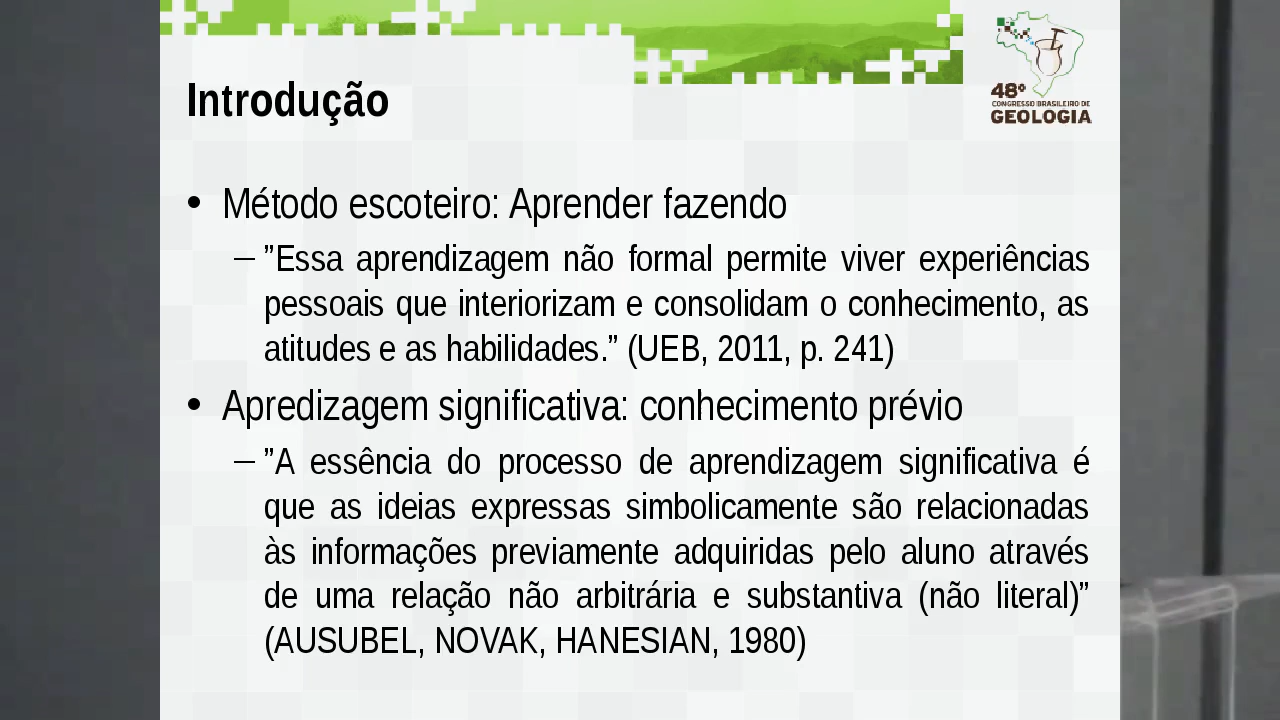 48º
CONGRESSO BRASILEIRO DE
GEOLOGIA
Introdução
• Método escoteiro: Aprender fazendo
– ”Essa aprendizagem não formal permite viver experiências
pessoais que interiorizam e consolidam o conhecimento, as
atitudes e as habilidades.” (UEB, 2011, p. 241)
• Apredizagem significativa: conhecimento prévio
– ”A essência do processo de aprendizagem significativa é
que as ideias expressas simbolicamente são relacionadas
às informações previamente adquiridas pelo aluno através
de uma relação não arbitrária e substantiva (não literal)”
(AUSUBEL, NOVAK, HANESIAN, 1980)